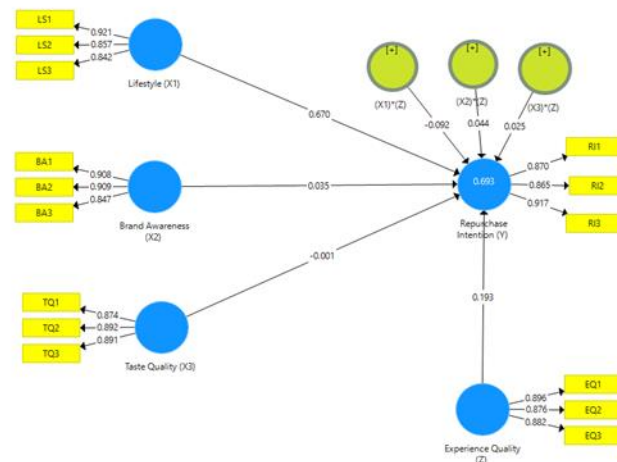 LS1
0.921
LS2
0.857
LS3
0.842
Lifestyle (X1)
[+]
[+]
[+]
(X1)*(Z)
(X2)*(Z)
(X3)*(Z)
-0.092
0.044
0.025
0.670
BA1
0.908
BA2
0.909
BA3
0.847
Brand Awareness
(X2)
0.035
0.693
Repurchase
Intention (Y)
0.870
RI1
0.865
RI2
0.917
RI3
-0.001
TQ1
0.874
TQ2
0.892
TQ3
0.891
Taste Quality (X3)
0.193
0.896
EQ1
0.876
EQ2
0.882
EQ3
Experience Quality
(Z)